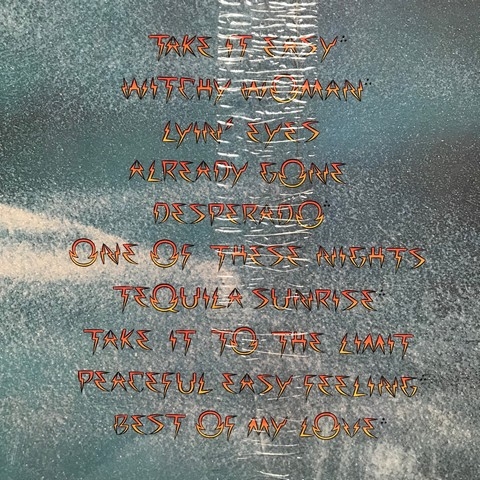 TAKE IT EASY
WITCHY WOMAN
LYIN' EYES
ALREADY GONE
DESPERADO
ONE OF THESE NIGHTS
TEQUILA SUNRISE
TAKE IT TO THE LIMIT
PEACEFUL EASY FEELING
BEST OF MY LOVE